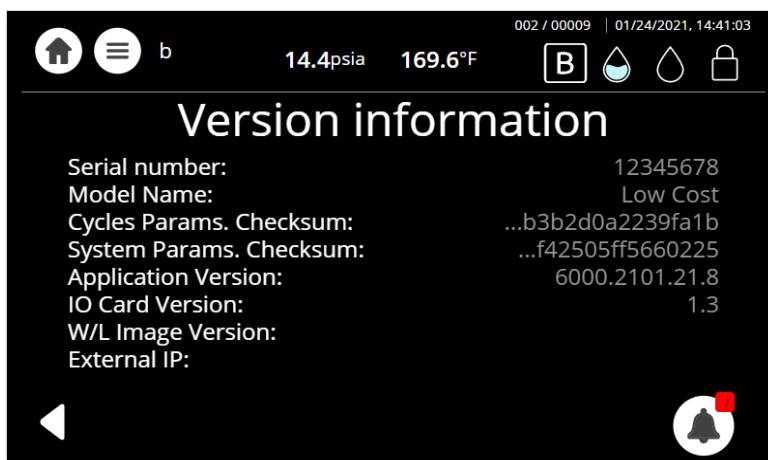 002 / 00009 | 01/24/2021, 14:41:03
b 14.4psia 169.6°F B
Version information
Serial number: 12345678
Model Name: Low Cost
Cycles Params. Checksum: ...b3b2d0a2239fa1b
System Params. Checksum: ...f42505ff5660225
Application Version: 6000.2101.21.8
IO Card Version: 1.3
W/L Image Version:
External IP:
7